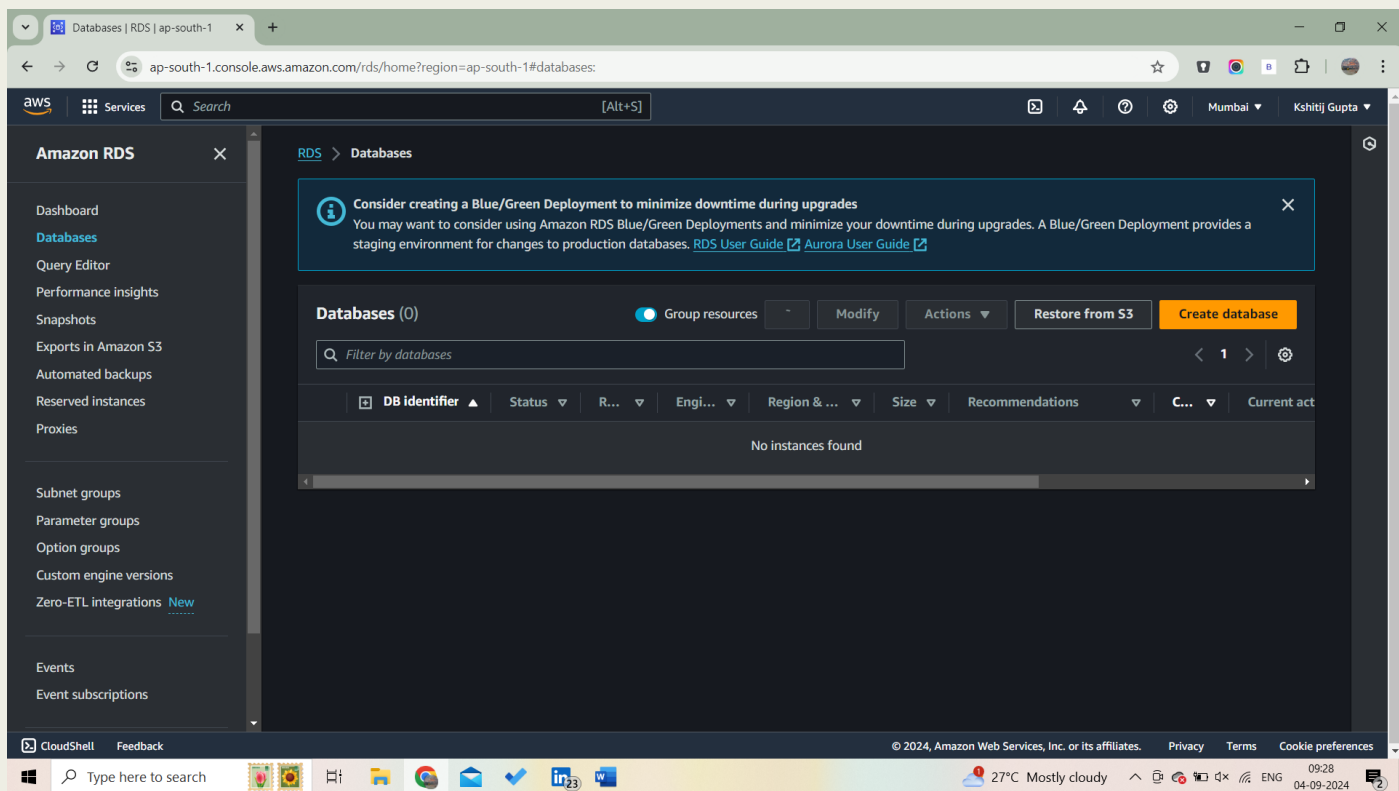 Databases | RDS | ap-south-1
ap-south-1.console.aws.amazon.com/rds/home?region=ap-south-1#databases:
B
aws Services Search [Alt+S] Mumbai Kshitij Gupta
Amazon RDS
Dashboard
Databases
Query Editor
Performance insights
Snapshots
Exports in Amazon S3
Automated backups
Reserved instances
Proxies
Subnet groups
Parameter groups
Option groups
Custom engine versions
Zero-ETL integrations New
Events
Event subscriptions
RDS > Databases
Consider creating a Blue/Green Deployment to minimize downtime during upgrades
You may want to consider using Amazon RDS Blue/Green Deployments and minimize your downtime during upgrades. A Blue/Green Deployment provides a
staging environment for changes to production databases. RDS User Guide Aurora User Guide
Databases (0) Group resources Modify Actions Restore from S3 Create database
Filter by databases 1
DB identifier Status R... Engi... Region & ... Size Recommendations C... Current act
No instances found
CloudShell Feedback © 2024, Amazon Web Services, Inc. or its affiliates. Privacy Terms Cookie preferences
Type here to search in 23 W 27°C Mostly cloudy ENG 09:28
04-09-2024 2